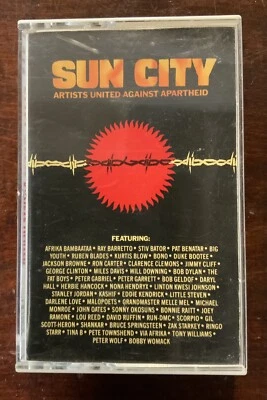 SUN CITY
ARTISTS UNITED AGAINST APARTHEID
FEATURING:
AFRIKA BAMBAATAA • RAY BARRETTO • STIV BATOR • PAT BENATAR • BIG
YOUTH • RUBEN BLADES • KURTIS BLOW • BONO • DUKE BOOTEE •
JACKSON BROWNE • RON CARTER • CLARENCE CLEMONS • JIMMY CLIFF •
GEORGE CLINTON • MILES DAVIS • WILL DOWNING • BOB DYLAN • THE
FAT BOYS • PETER GABRIEL • PETER GARRETT • BOB GELDOF • DARYL
HALL • HERBIE HANCOCK • NONA HENDRYX • LINTON KWESI JOHNSON •
STANLEY JORDAN • KASHIF • EDDIE KENDRICK • LITTLE STEVEN •
DARLENE LOVE • MALOPOETS • GRANDMASTER MELLE MEL • MICHAEL
MONROE • JOHN OATES • SONNY OKOSUNS • BONNIE RAITT • JOEY
RAMONE • LOU REED • DAVID RUFFIN • RUN-DMC • SCORPIO • GIL
SCOTT-HERON • SHANKAR • BRUCE SPRINGSTEEN • ZAK STARKEY • RINGO
STARR • TINA B • PETE TOWNSHEND • VIA AFRIKA • TONY WILLIAMS •
PETER WOLF • BOBBY WOMACK